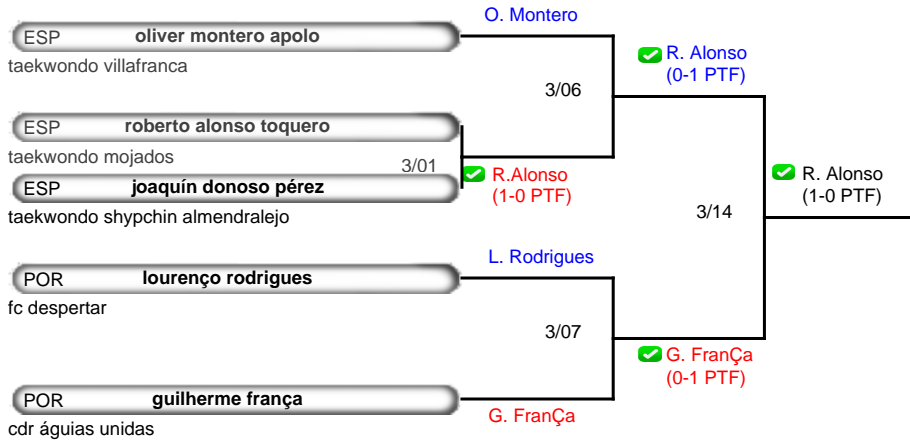 O. Montero
ESP oliver montero apolo
taekwondo villafranca
R. Alonso
(0-1 PTF)
3/06
ESP roberto alonso toquero
taekwondo mojados
3/01
R.Alonso
(1-0 PTF)
ESP joaquín donoso pérez
taekwondo shypchin almendralejo
R. Alonso
(1-0 PTF)
3/14
L. Rodrigues
POR lourenço rodrigues
fc despertar
3/07
G. FranÇa
(0-1 PTF)
POR guilherme frança
G. FranÇa
cdr águias unidas